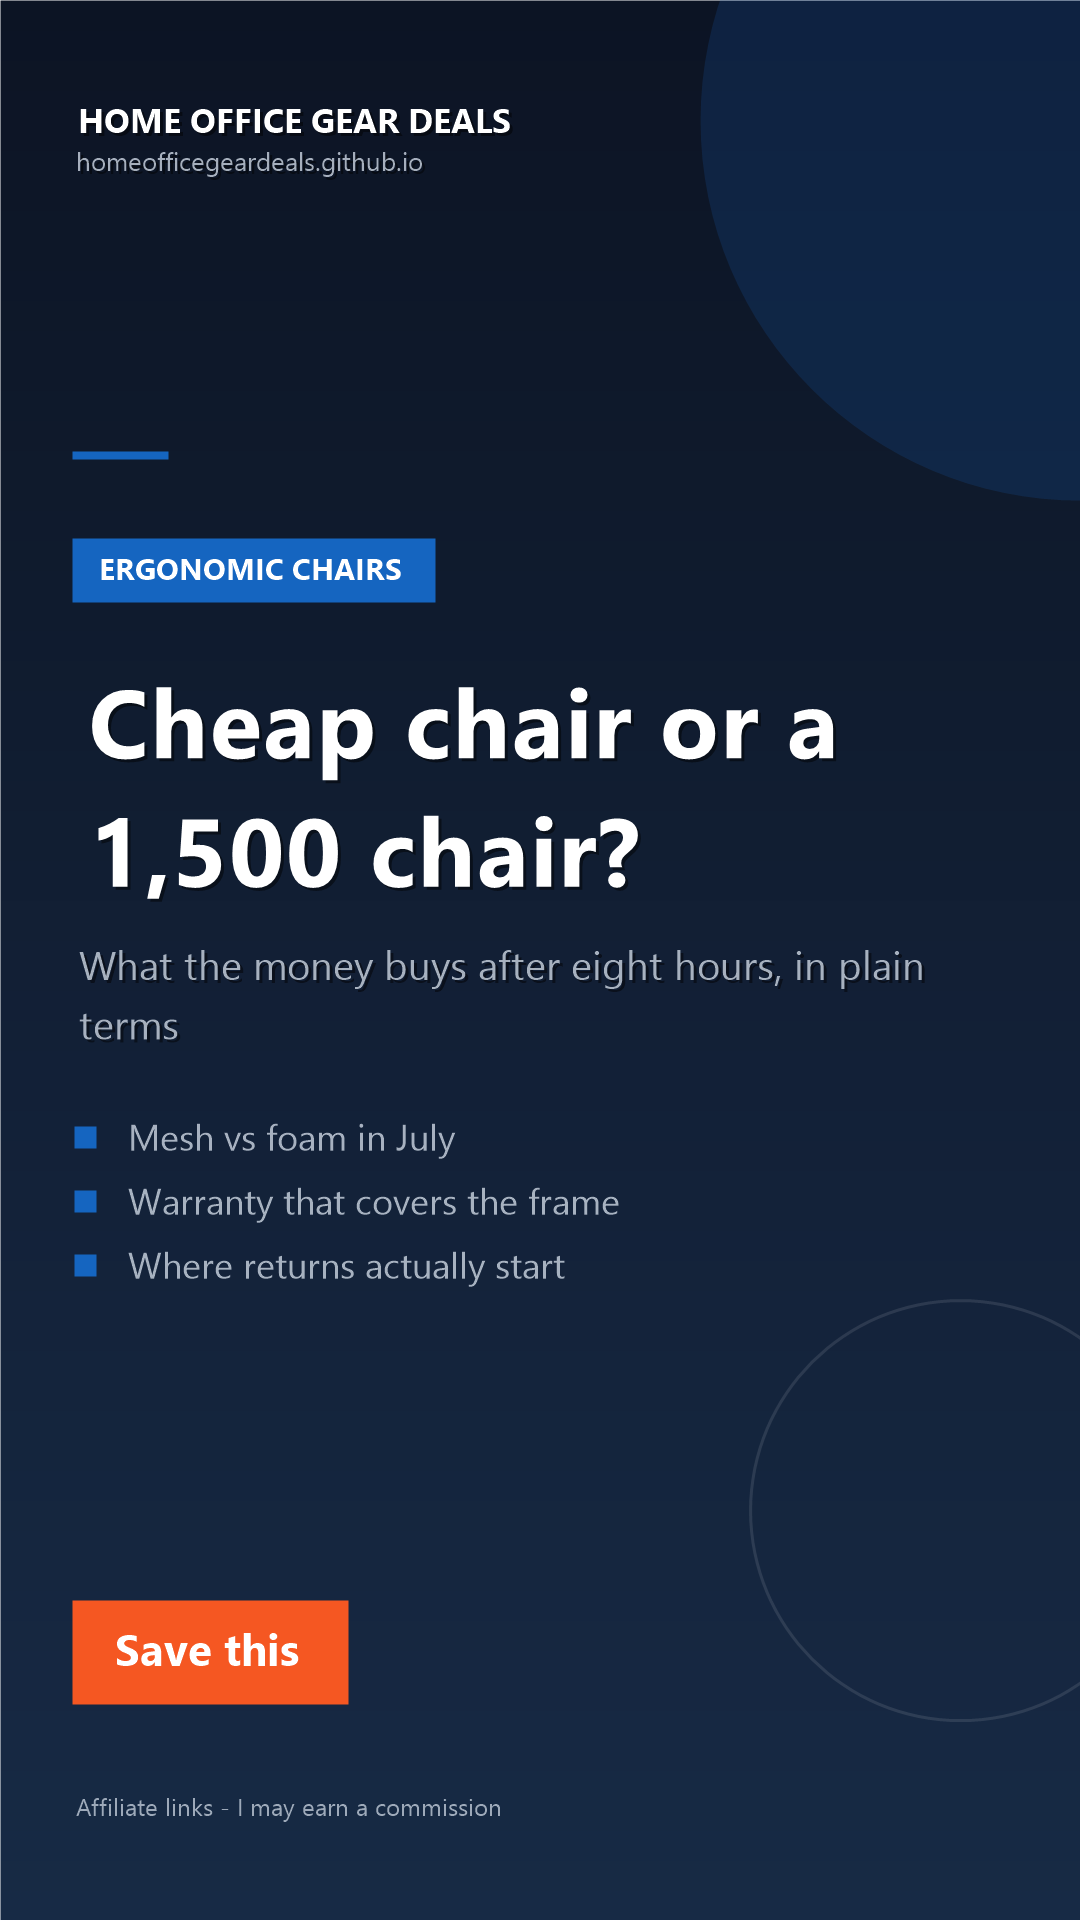 HOME OFFICE GEAR DEALS
homeofficegeardeals.github.io
ERGONOMIC CHAIRS
Cheap chair or a
1,500 chair?
What the money buys after eight hours, in plain
terms
Mesh vs foam in July
Warranty that covers the frame
Where returns actually start
Save this
Affiliate links - I may earn a commission